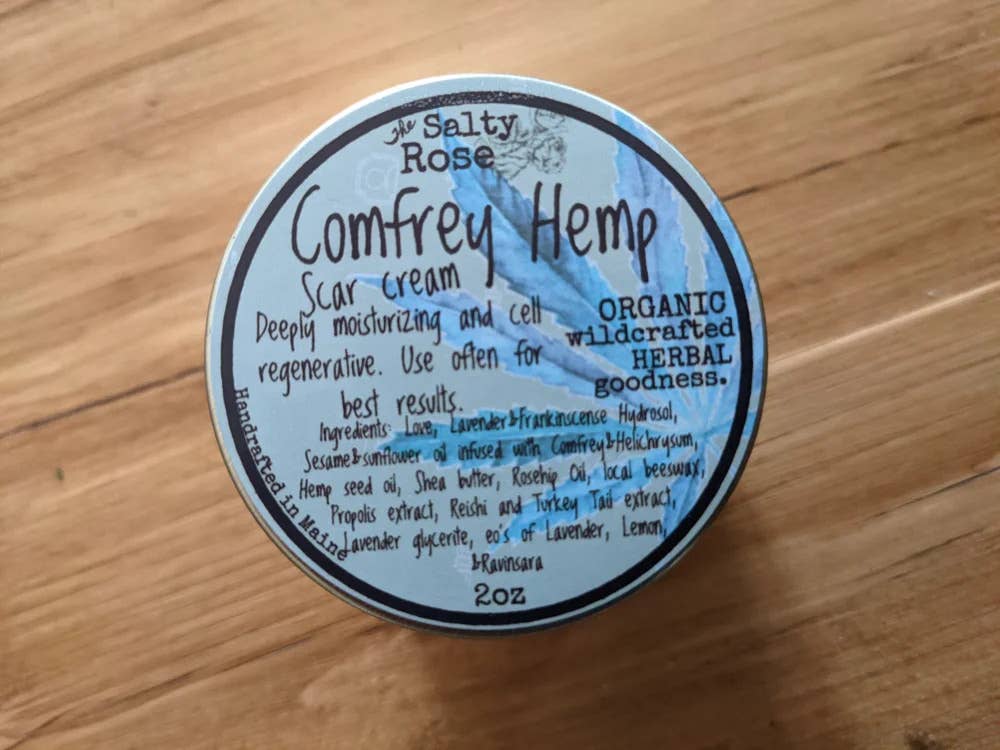 The Salty
Rose
Comfrey Hemp
Scar cream
Deeply moisturizing and cell
regenerative. Use often for
best results.
ORGANIC
wildcrafted
HERBAL
goodness.
Ingredients: Love, Lavender&Frankinscense Hydrosol,
Sesame&sunflower oil infused with Comfrey&Helichrysum,
Hemp seed oil, Shea butter, Rosehip Oil, local beeswax,
Propolis extract, Reishi and Turkey Tail extract,
Lavender glycerite, eo's of Lavender, Lemon,
&Ravinsara
2oz
Handrafted in Maine